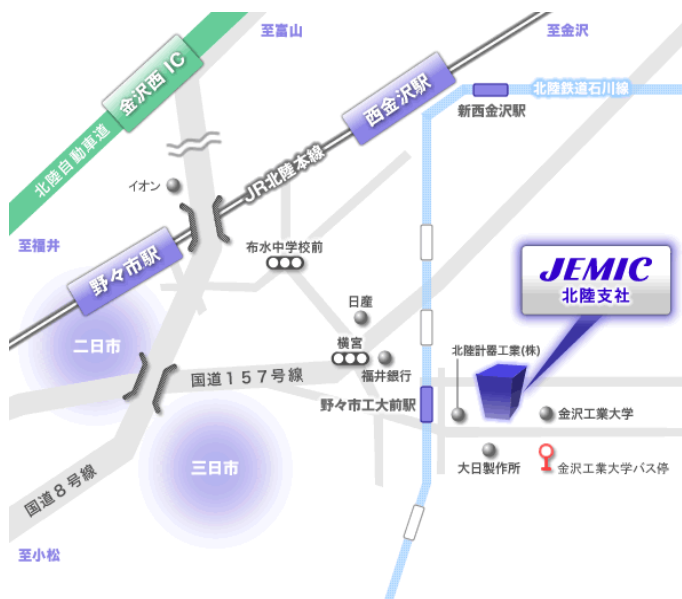 至富山
至金沢
金沢西 IC
西金沢駅
北陸鉄道石川線
新西金沢駅
北陸自動車道
イオン
JR北陸本線
至福井
野々市駅
布水中学校前
JEMIC
北陸支社
日産
二日市
横宮
北陸計器工業(株)
福井銀行
国道157号線
野々市工大前駅
金沢工業大学
三日市
大日製作所
金沢工業大学バス停
国道8号線
至小松